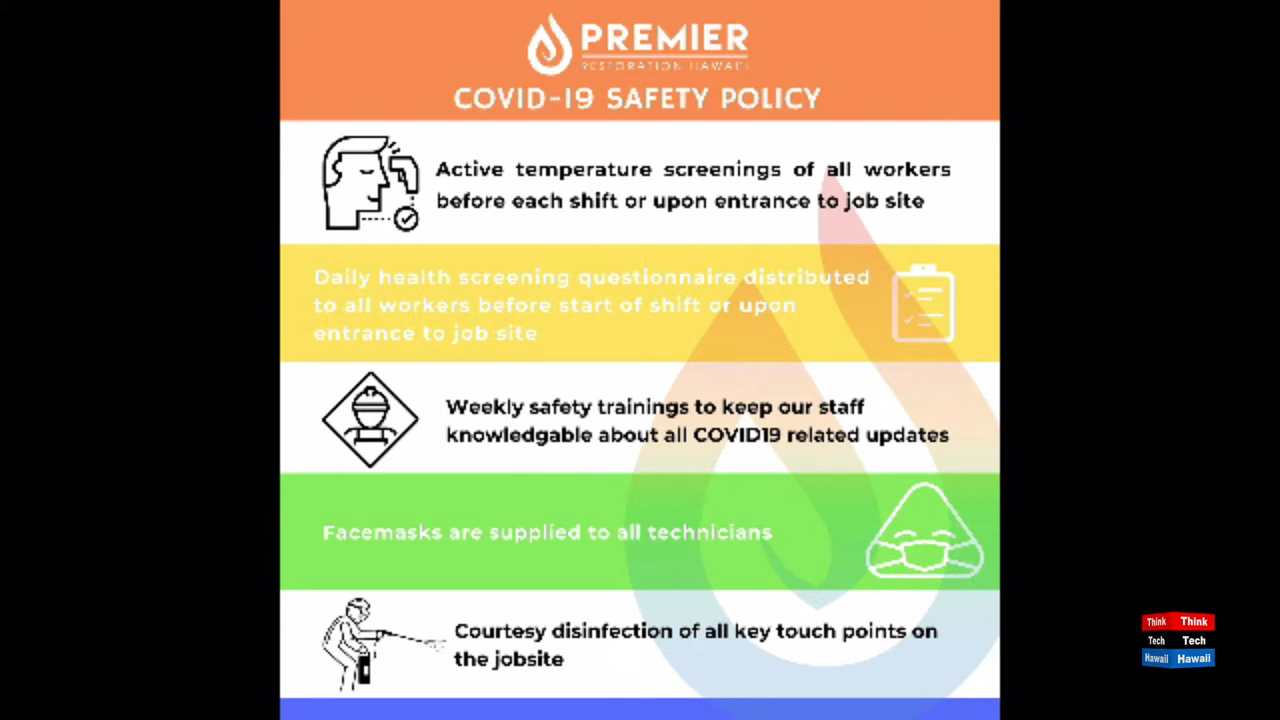 PREMIER
RESTORATION HAWAI'I
COVID-19 SAFETY POLICY
Active temperature screenings of all workers
before each shift or upon entrance to job site
Daily health screening questionnaire distributed
to all workers before start of shift or upon
entrance to job site
Weekly safety trainings to keep our staff
knowledgable about all COVID19 related updates
Facemasks are supplied to all technicians
Courtesy disinfection of all key touch points on
the jobsite
Think Think
Tech Tech
Hawaii Hawaii